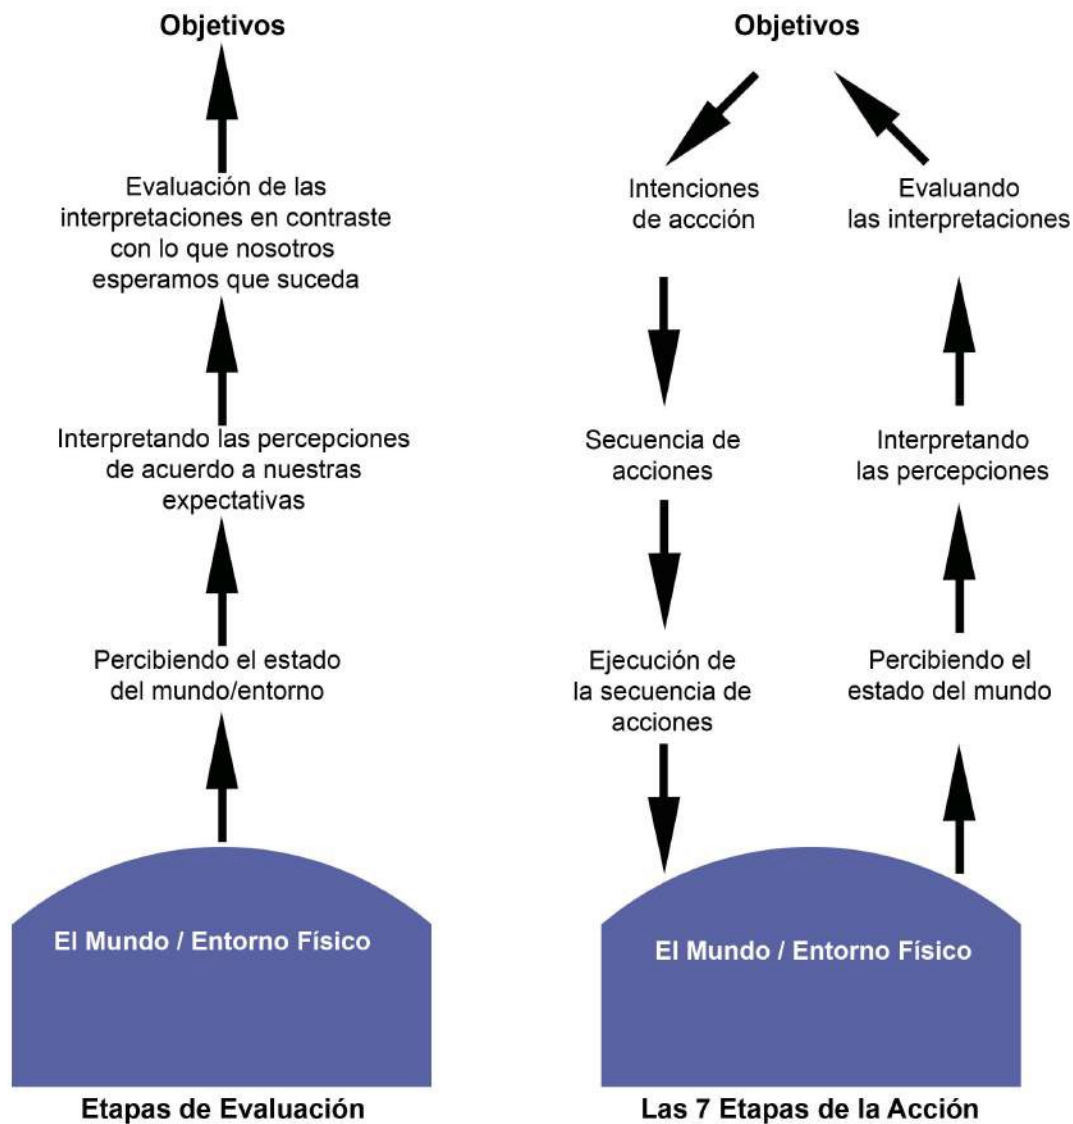 Objetivos
Evaluación de las
interpretaciones en contraste
con lo que nosotros
esperamos que suceda
Interpretando las percepciones
de acuerdo a nuestras
expectativas
Percibiendo el estado
del mundo/entorno
El Mundo / Entorno Físico
Etapas de Evaluación
Objetivos
Intenciones
de accción
Secuencia de
acciones
Ejecución de
la secuencia de
acciones
Evaluando
las interpretaciones
Interpretando
las percepciones
Percibiendo el
estado del mundo
El Mundo / Entorno Físico
Las 7 Etapas de la Acción